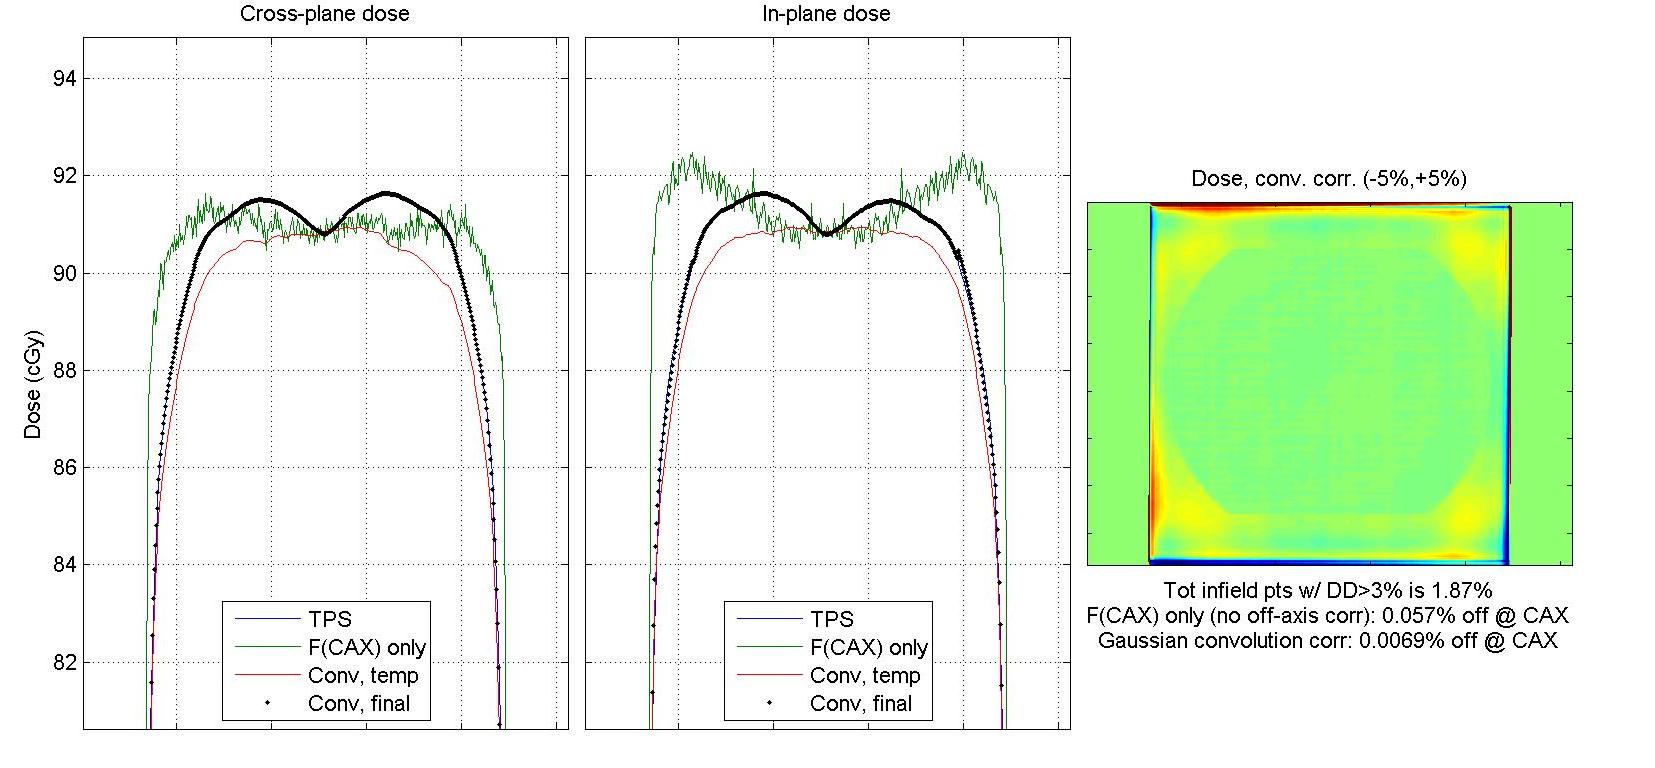 Cross-plane dose
In-plane dose
94
92
90
88
86
84
82
Dose (cGy)
TPS
F(CAX) only
Conv, temp
Conv, final
TPS
F(CAX) only
Conv, temp
Conv, final
Dose, conv. corr. (-5%,+5%)
Tot infield pts w/ DD>3% is 1.87%
F(CAX) only (no off-axis corr): 0.057% off @ CAX
Gaussian convolution corr: 0.0069% off @ CAX